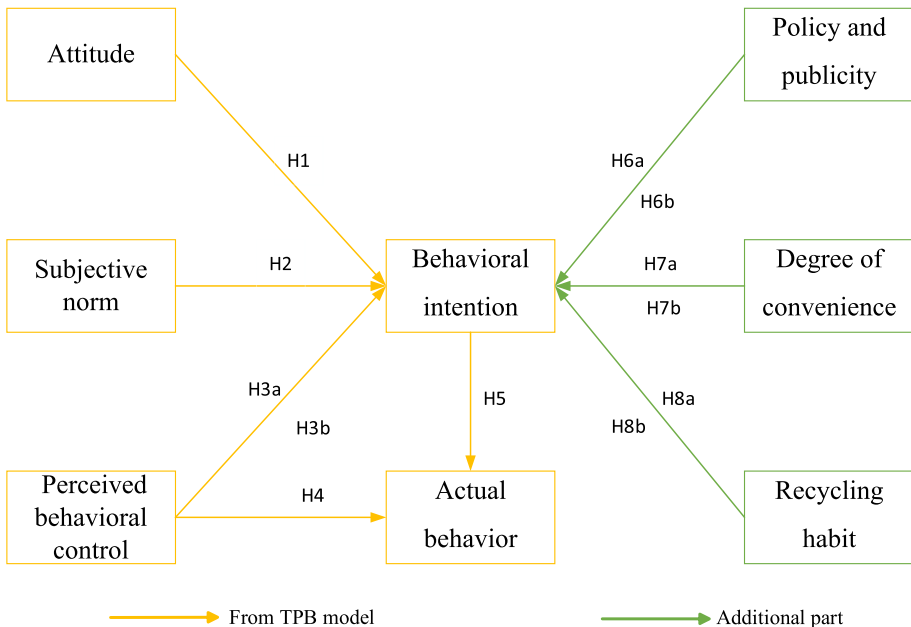 Attitude
Policy and
publicity
H1
H6a
H6b
Subjective
norm
H2
Behavioral
intention
H7a
H7b
Degree of
convenience
H3a
H3b
H5
H8a
H8b
Perceived
behavioral
control
H4
Actual
behavior
Recycling
habit
From TPB model
Additional part